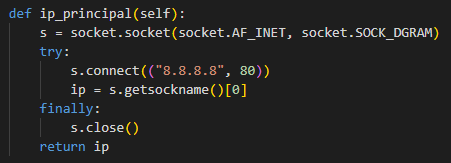 def ip_principal(self):
    s = socket.socket(socket.AF_INET, socket.SOCK_DGRAM)
    try:
        s.connect(("8.8.8.8", 80))
        ip = s.getsockname()[0]
    finally:
        s.close()
    return ip